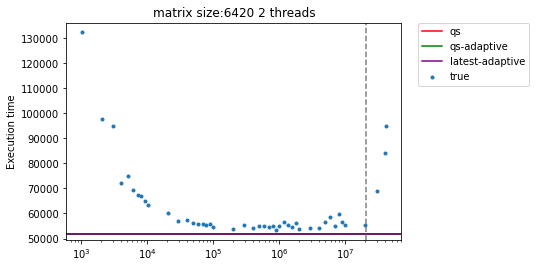 matrix size:6420 2 threads
Execution time
130000
120000
110000
100000
90000
80000
70000
60000
50000
10³
10⁴
10⁵
10⁶
10⁷
qs
qs-adaptive
latest-adaptive
true